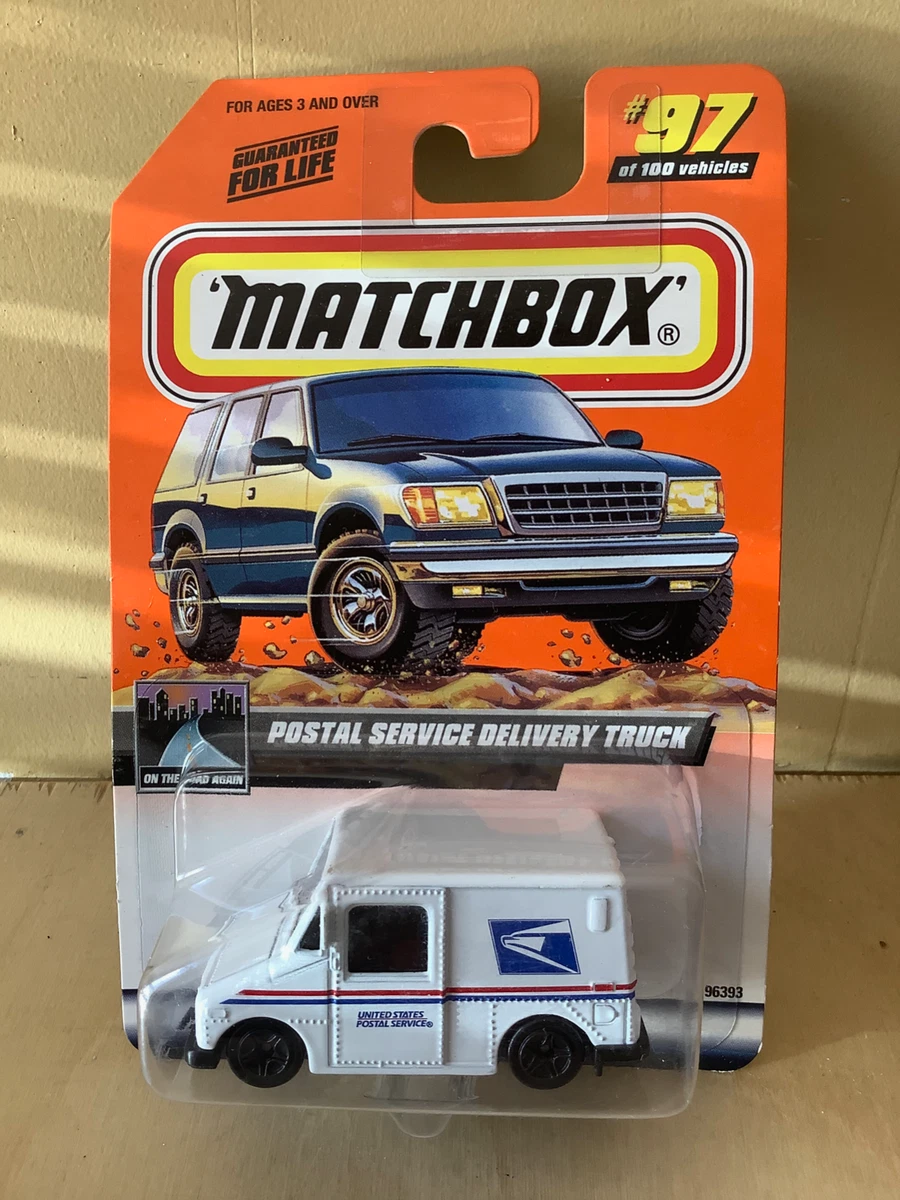 FOR AGES 3 AND OVER
GUARANTEED
FOR LIFE
#97
of 100 vehicles
'MATCHBOX'®
POSTAL SERVICE DELIVERY TRUCK
ON THE ROAD AGAIN
96393
UNITED STATES
POSTAL SERVICE®